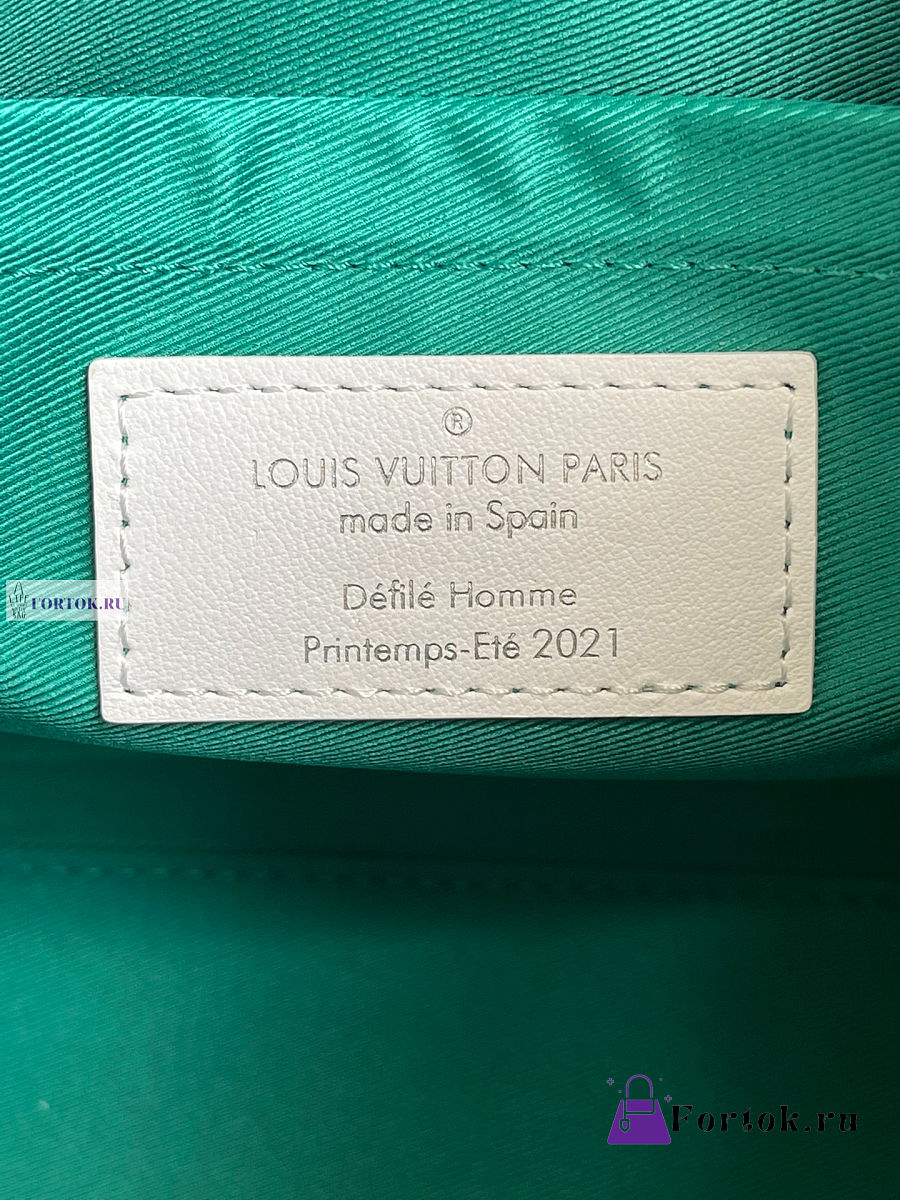 ®
LOUIS VUITTON PARIS
made in Spain
Défilé Homme
Printemps-Eté 2021
FORTOK.RU
Fortok.ru